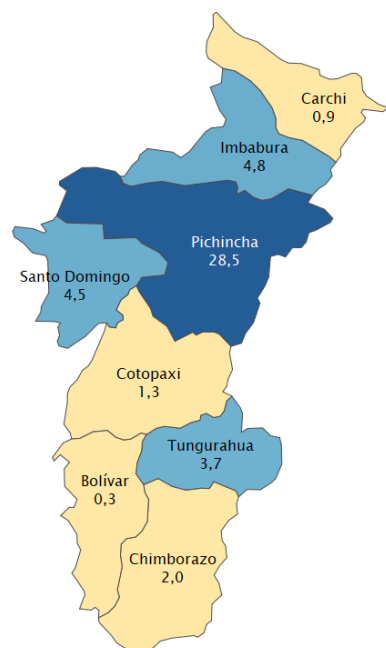 Carchi
0,9
Imbabura
4,8
Pichincha
28,5
Santo Domingo
4,5
Cotopaxi
1,3
Tungurahua
3,7
Bolívar
0,3
Chimborazo
2,0